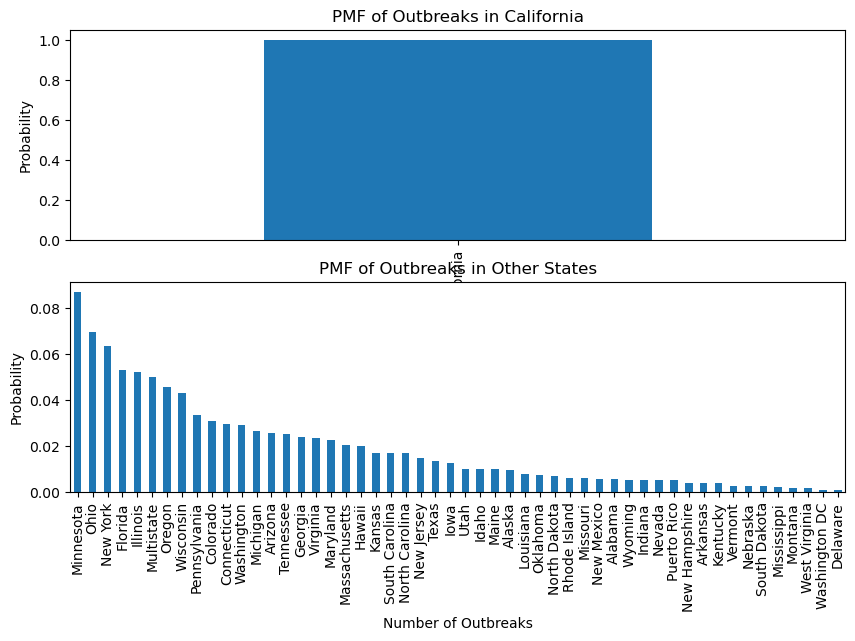 PMF of Outbreaks in California
1.0
0.8
0.6
0.4
0.2
0.0
Probability
PMF of Outbreaks in Other States
0.08
0.06
0.04
0.02
0.00
Probability
Minnesota
Ohio
New York
Florida
Illinois
Multistate
Oregon
Wisconsin
Pennsylvania
Colorado
Connecticut
Washington
Michigan
Arizona
Tennessee
Georgia
Virginia
Maryland
Massachusetts
Hawaii
Kansas
South Carolina
North Carolina
New Jersey
Texas
Iowa
Utah
Idaho
Maine
Alaska
Louisiana
Oklahoma
North Dakota
Rhode Island
Missouri
New Mexico
Alabama
Wyoming
Indiana
Nevada
Puerto Rico
New Hampshire
Arkansas
Kentucky
Vermont
Nebraska
South Dakota
Mississippi
Montana
West Virginia
Washington DC
Delaware
Number of Outbreaks